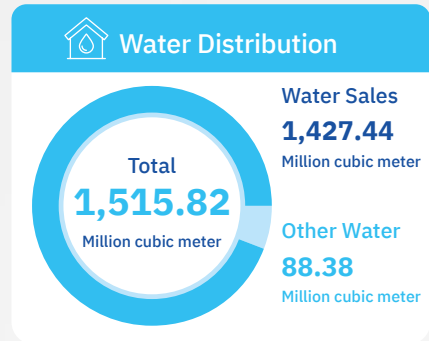 Water Distribution
Total
1,515.82
Million cubic meter
Water Sales
1,427.44
Million cubic meter
Other Water
88.38
Million cubic meter